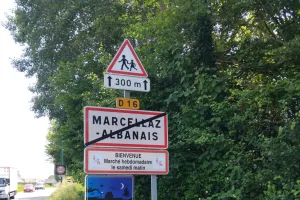 300 m
D 16
MARCELLAZ
-ALBANAIS
BIENVENUE
Marché hebdomadaire
le samedi matin